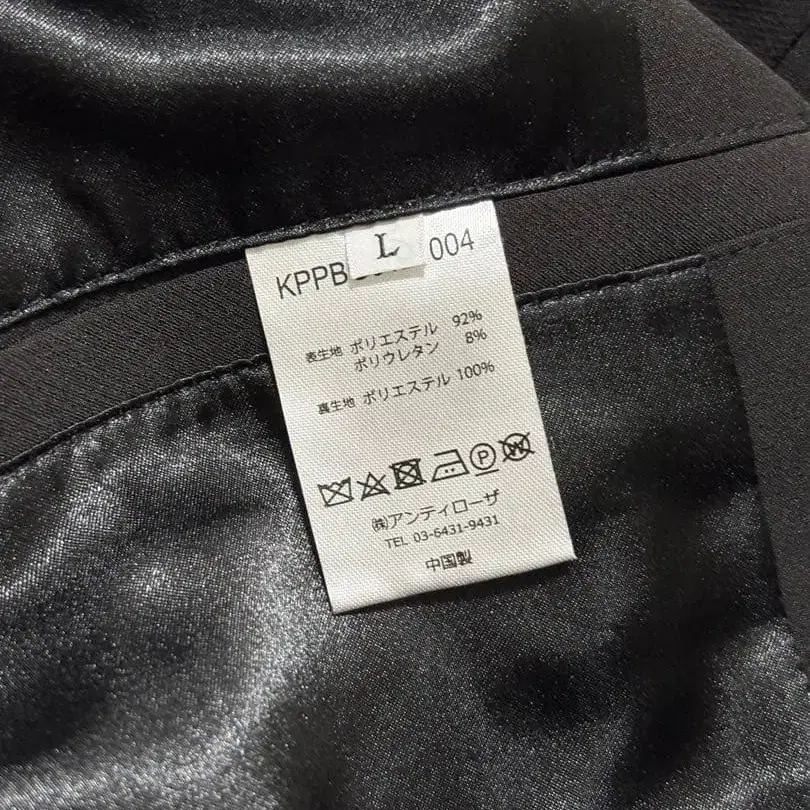 L
KPPB 004
表生地 ポリエステル 92%
ポリウレタン 8%
裏生地 ポリエステル 100%
P W
㈱アンティローザ
TEL 03-6431-9431
中国製